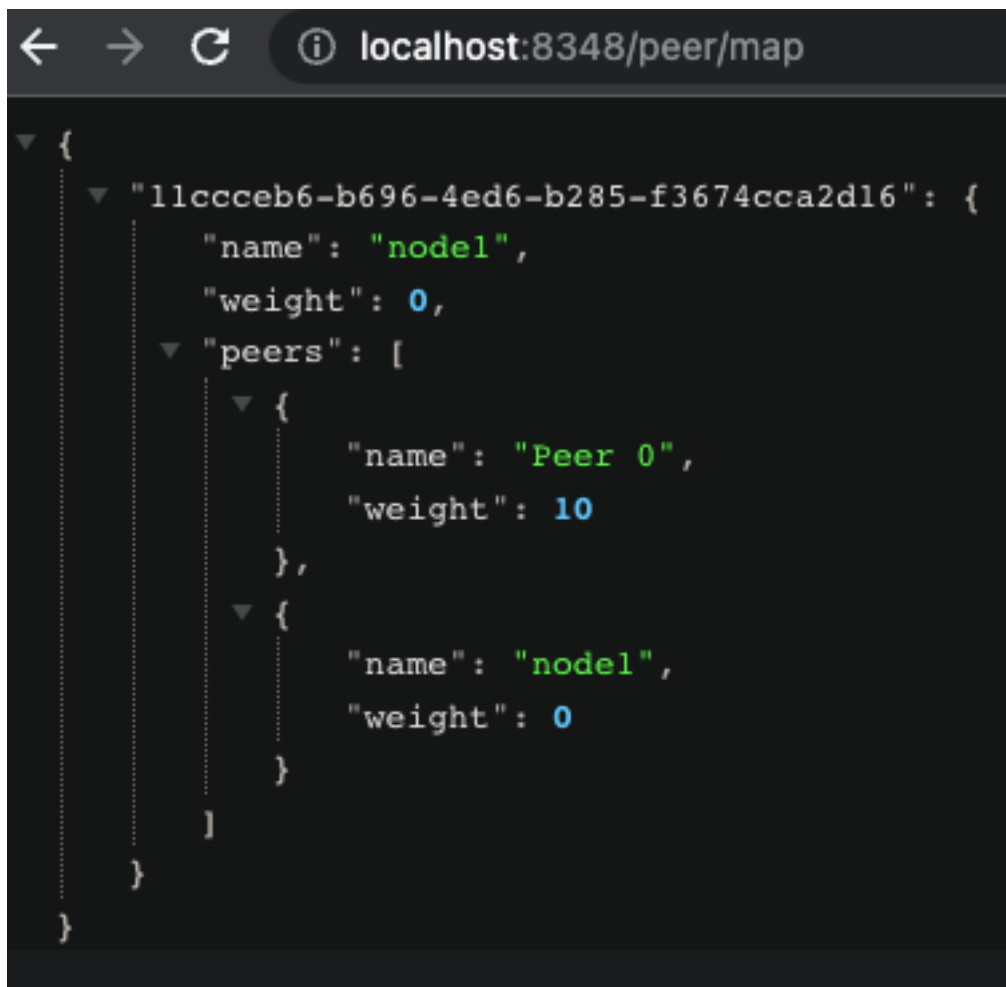 localhost:8348/peer/map
{
"11ccceb6-b696-4ed6-b285-f3674cca2d16": {
"name": "node1",
"weight": 0,
"peers": [
{
"name": "Peer 0",
"weight": 10
},
{
"name": "node1",
"weight": 0
}
]
}
}